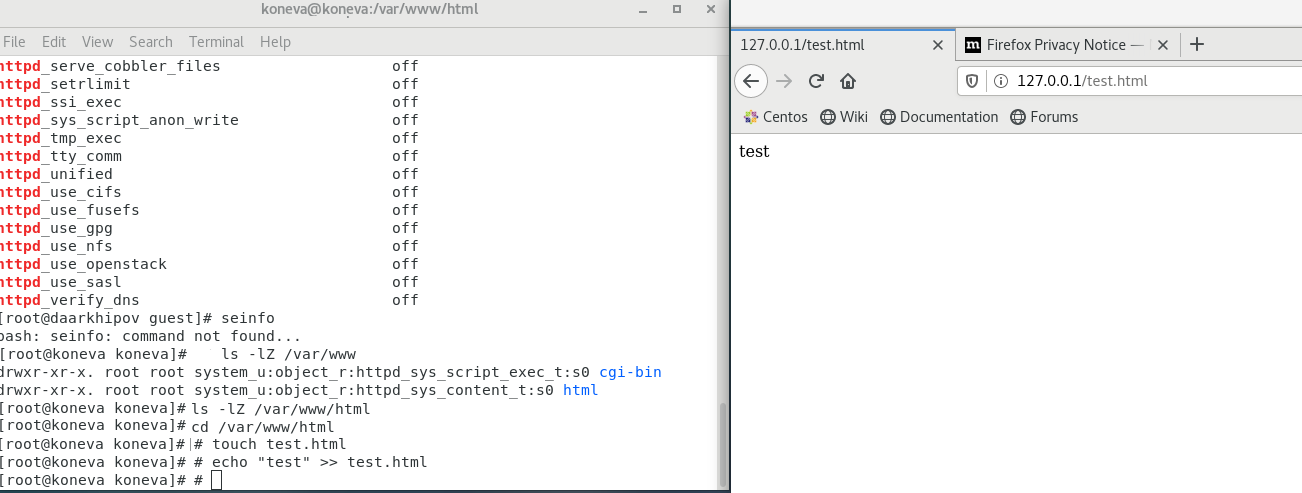 koneva@koneva:/var/www/html
File Edit View Search Terminal Help
httpd_serve_cobbler_files off
httpd_setrlimit off
httpd_ssi_exec off
httpd_sys_script_anon_write off
httpd_tmp_exec off
httpd_tty_comm off
httpd_unified off
httpd_use_cifs off
httpd_use_fusefs off
httpd_use_gpg off
httpd_use_nfs off
httpd_use_openstack off
httpd_use_sasl off
httpd_verify_dns off
[root@daarkhipov guest]# seinfo
bash: seinfo: command not found...
[root@koneva koneva]# ls -lZ /var/www
drwxr-xr-x. root root system_u:object_r:httpd_sys_script_exec_t:s0 cgi-bin
drwxr-xr-x. root root system_u:object_r:httpd_sys_content_t:s0 html
[root@koneva koneva]# ls -lZ /var/www/html
[root@koneva koneva]# cd /var/www/html
[root@koneva koneva]# # touch test.html
[root@koneva koneva]# # echo "test" >> test.html
[root@koneva koneva]# #
127.0.0.1/test.html
m Firefox Privacy Notice —
127.0.0.1/test.html
Centos Wiki Documentation Forums
test